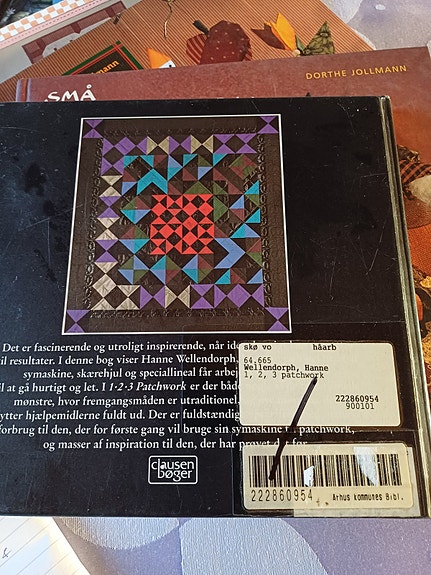 DORTHE JOLLMANN
SMÅ
mann
Det er fascinerende og utroligt inspirerende, når
til resultater. I denne bog viser Hanne Wellendorph,
symaskine, skærehjul og speciallineal får
til at gå hurtigt og let. I 1·2·3 Patchwork er der
mønstre, hvor fremgangsmåden er utraditionel,
hjælpemidlerne fuldt ud. Der er fuldstændig
forbrug til den, der for første gang vil bruge sin symaskine til patchwork,
og masser af inspiration til den, der har prøvet det før.
clausen
bøger
skø vo håarb
64.665
Wellendorph, Hanne
1, 2, 3 patchwork
222860954
900101
222860954
Århus kommunes Bibl.